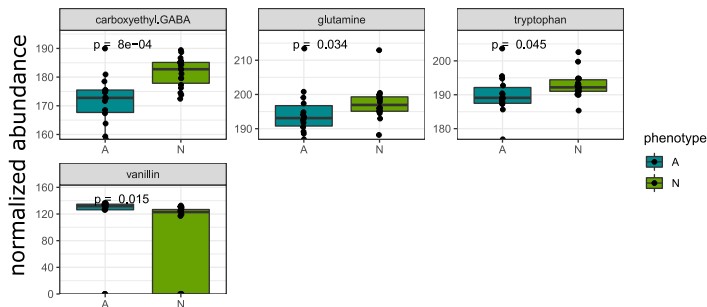 carboxyethyl.GABA
glutamine
tryptophan
p = 8e-04
p = 0.034
p = 0.045
190
180
170
160
210
200
190
200
190
180
A
N
A
N
A
N
normalized abundance
phenotype
A
N
vanillin
p = 0.015
160
120
80
40
0
A
N